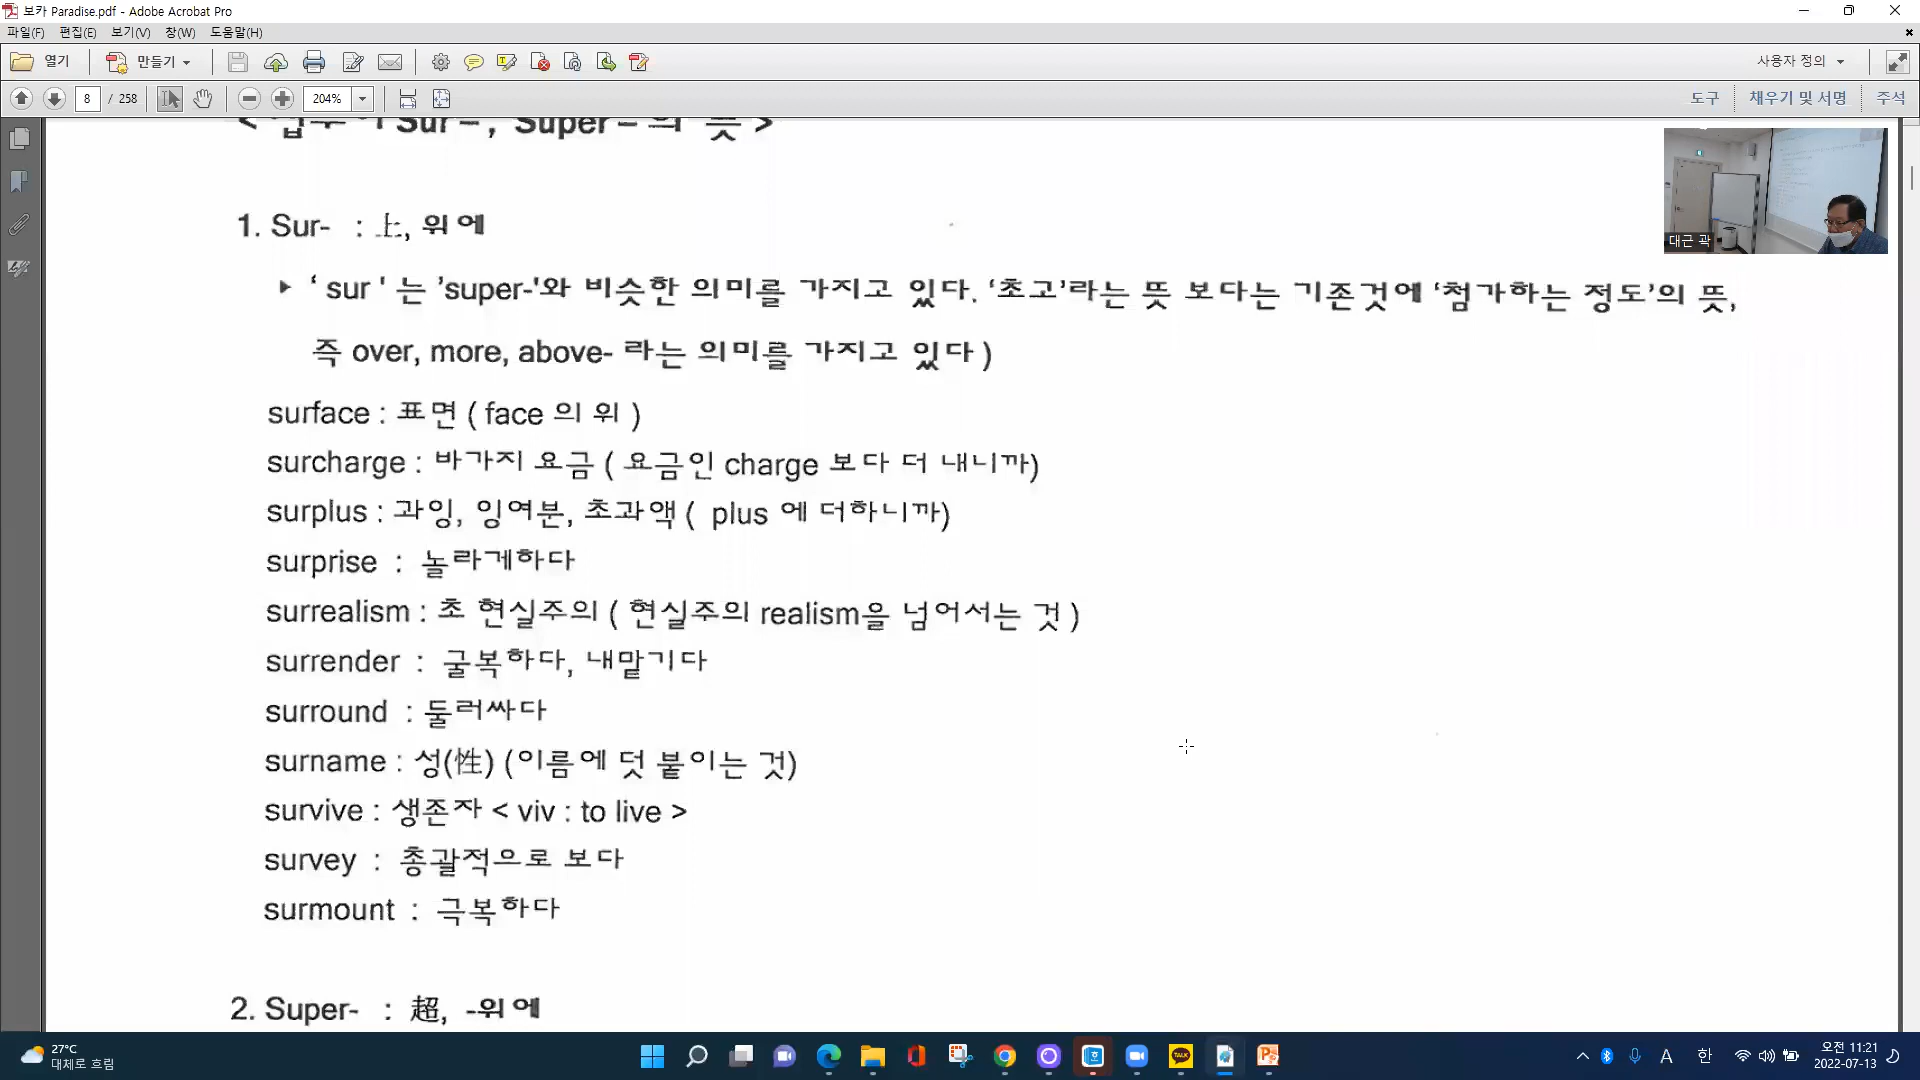 보카 Paradise.pdf - Adobe Acrobat Pro
파일(F) 편집(E) 보기(V) 창(W) 도움말(H)
열기 만들기 사용자 정의
8 / 258 204% 도구 채우기 및 서명 주석
< 접두어 Sur – , Super – 의 뜻 >
대근 곽
1. Sur- : 上, 위에
▶ ‘ sur ' 는 'super-'와 비슷한 의미를 가지고 있다. ‘초고’라는 뜻 보다는 기존것에 ‘첨가하는 정도’의 뜻,
즉 over, more, above- 라는 의미를 가지고 있다 )
surface : 표면 ( face 의 위 )
surcharge : 바가지 요금 ( 요금인 charge 보다 더 내니까)
surplus : 과잉, 잉여분, 초과액 ( plus 에 더하니까)
surprise : 놀라게하다
surrealism : 초 현실주의 ( 현실주의 realism을 넘어서는 것 )
surrender : 굴복하다, 내맡기다
surround : 둘러싸다
surname : 성(性) (이름에 덧 붙이는 것)
survive : 생존자 < viv : to live >
survey : 총괄적으로 보다
surmount : 극복하다
2. Super- : 超, -위에
27°C
대체로 흐림
TALK
A 한
오전 11:21
2022-07-13